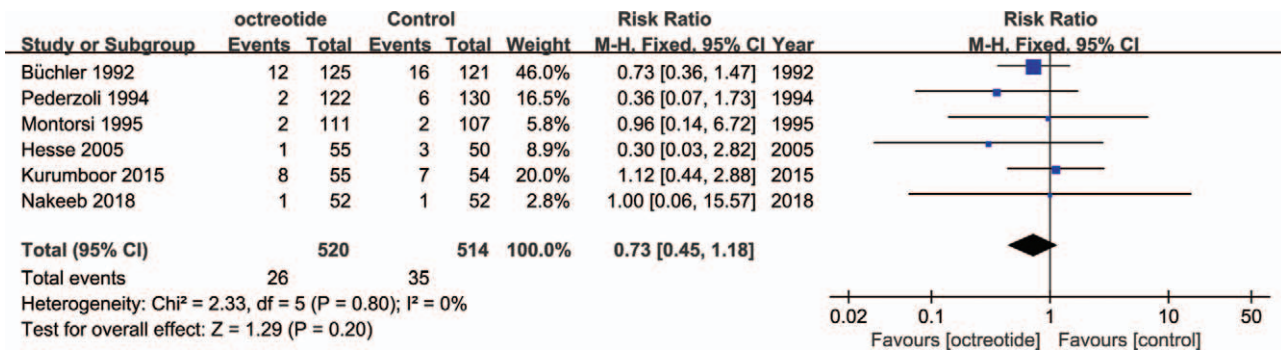 octreotide Control Risk Ratio Risk Ratio
Study or Subgroup Events Total Events Total Weight M-H, Fixed, 95% CI Year M-H, Fixed, 95% CI
Büchler 1992 12 125 16 121 46.0% 0.73 [0.36, 1.47] 1992
Pederzoli 1994 2 122 6 130 16.5% 0.36 [0.07, 1.73] 1994
Montorsi 1995 2 111 2 107 5.8% 0.96 [0.14, 6.72] 1995
Hesse 2005 1 55 3 50 8.9% 0.30 [0.03, 2.82] 2005
Kurumboor 2015 8 55 7 54 20.0% 1.12 [0.44, 2.88] 2015
Nakeeb 2018 1 52 1 52 2.8% 1.00 [0.06, 15.57] 2018
Total (95% CI) 520 514 100.0% 0.73 [0.45, 1.18]
Total events 26 35
Heterogeneity: Chi² = 2.33, df = 5 (P = 0.80); I² = 0%
Test for overall effect: Z = 1.29 (P = 0.20)
0.02 0.1 1 10 50
Favours [octreotide] Favours [control]